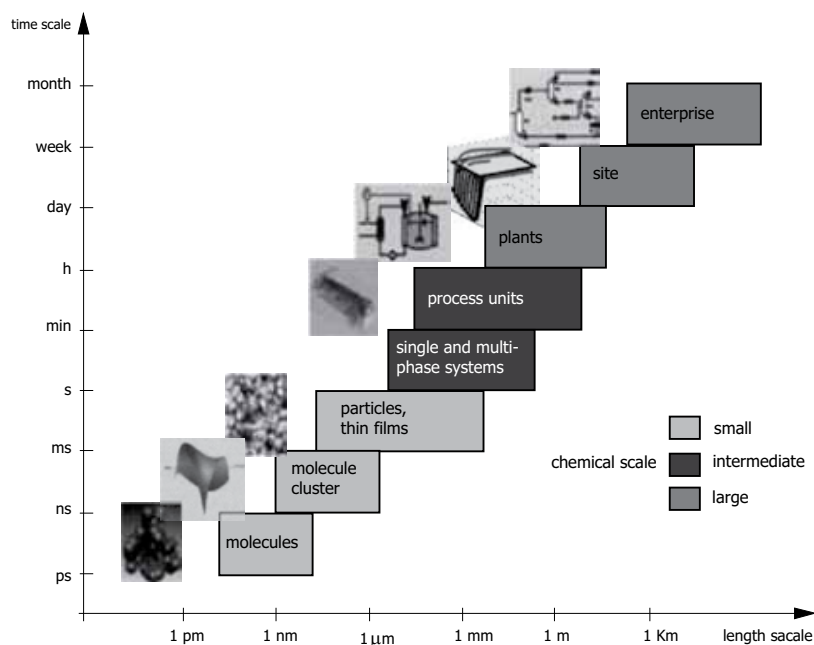 time scale
month
enterprise
week
site
day
plants
h
process units
min
single and multi-
phase systems
s
particles,
thin films
small
ms
molecule
cluster
chemical scale
intermediate
large
ns
molecules
ps
1 pm
1 nm
1 μm
1 mm
1 m
1 Km
length sacale